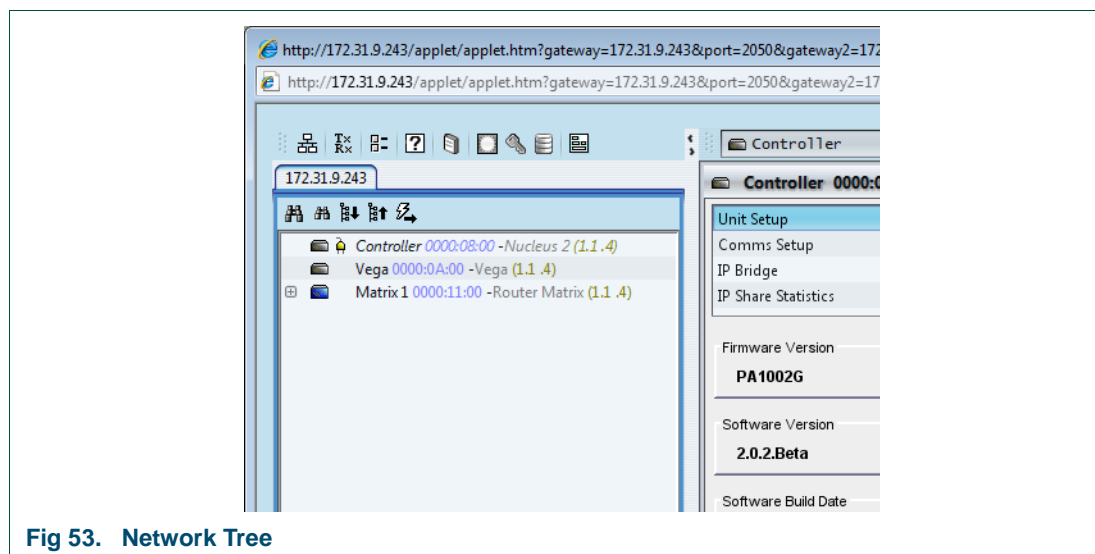 http://172.31.9.243/applet/applet.htm?gateway=172.31.9.243&port=2050&gateway2=172
http://172.31.9.243/applet/applet.htm?gateway=172.31.9.243&port=2050&gateway2=17
Tx Rx
Controller
172.31.9.243
Controller 0000:0
Unit Setup
Controller 0000:08:00 -Nucleus 2 (1.1 .4)
Comms Setup
Vega 0000:0A:00 -Vega (1.1 .4)
IP Bridge
Matrix 1 0000:11:00 -Router Matrix (1.1 .4)
IP Share Statistics
Firmware Version
PA1002G
Software Version
2.0.2.Beta
Software Build Date
Fig 53. Network Tree